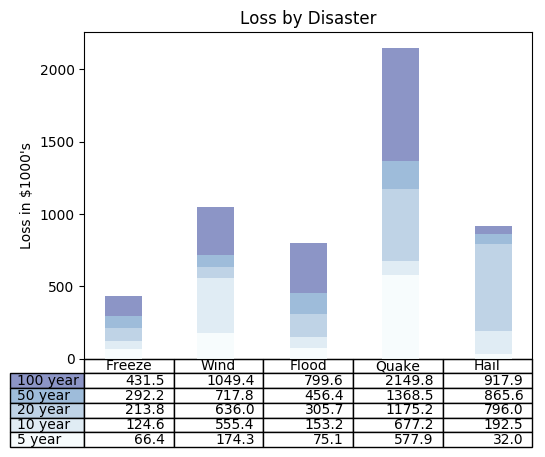 Loss by Disaster
2000
1500
1000
500
0
Loss in $1000's
Freeze Wind Flood Quake Hail
100 year 431.5 1049.4 799.6 2149.8 917.9
50 year 292.2 717.8 456.4 1368.5 865.6
20 year 213.8 636.0 305.7 1175.2 796.0
10 year 124.6 555.4 153.2 677.2 192.5
5 year 66.4 174.3 75.1 577.9 32.0